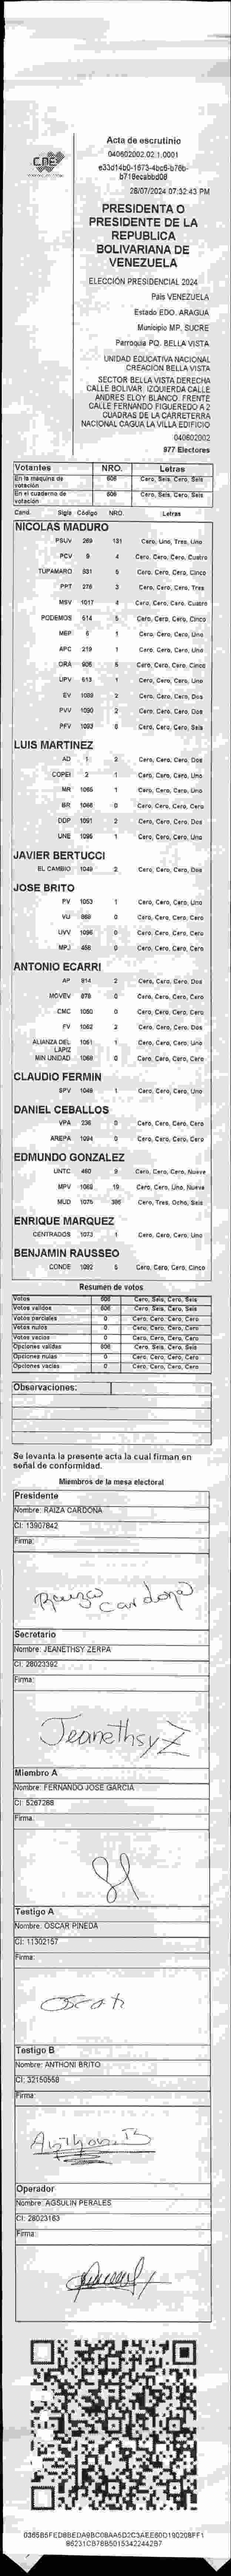 Acta de escrutinio
040602002.02.1.0001
e33d14b0-1673-4bc6-b76b-
b718ecabbd08
28/07/2024 07:32:43 PM
PRESIDENTA O
PRESIDENTE DE LA
REPUBLICA
BOLIVARIANA DE
VENEZUELA
ELECCION PRESIDENCIAL 2024
País VENEZUELA
Estado EDO. ARAGUA
Municipio MP. SUCRE
Parroquia PQ. BELLA VISTA
UNIDAD EDUCATIVA NACIONAL
CREACION BELLA VISTA
SECTOR BELLA VISTA DERECHA
CALLE BOLIVAR. IZQUIERDA CALLE
ANDRES ELOY BLANCO. FRENTE
CALLE FERNANDO FIGUEREDO A 2
CUADRAS DE LA CARRETERRA
NACIONAL CAGUA LA VILLA EDIFICIO
040602002
977 Electores
Votantes NRO. Letras
En la máquina de votación 606 Cero, Seis, Cero, Seis
En el cuaderno de votación 606 Cero, Seis, Cero, Seis
Cand. Sigla Código NRO. Letras
NICOLAS MADURO
PSUV 269 131 Cero, Uno, Tres, Uno
PCV 9 4 Cero, Cero, Cero, Cuatro
TUPAMARO 931 5 Cero, Cero, Cero, Cinco
PPT 276 3 Cero, Cero, Cero, Tres
MSV 1017 4 Cero, Cero, Cero, Cuatro
PODEMOS 514 5 Cero, Cero, Cero, Cinco
MEP 6 1 Cero, Cero, Cero, Uno
APC 219 1 Cero, Cero, Cero, Uno
ORA 906 5 Cero, Cero, Cero, Cinco
UPV 613 1 Cero, Cero, Cero, Uno
EV 1089 2 Cero, Cero, Cero, Dos
PVV 1090 2 Cero, Cero, Cero, Dos
PFV 1093 6 Cero, Cero, Cero, Seis
LUIS MARTINEZ
AD 1 2 Cero, Cero, Cero, Dos
COPEI 2 1 Cero, Cero, Cero, Uno
MR 1065 1 Cero, Cero, Cero, Uno
BR 1066 0 Cero, Cero, Cero, Cero
DDP 1091 2 Cero, Cero, Cero, Dos
UNE 1096 1 Cero, Cero, Cero, Uno
JAVIER BERTUCCI
EL CAMBIO 1049 2 Cero, Cero, Cero, Dos
JOSE BRITO
PV 1053 1 Cero, Cero, Cero, Uno
VU 868 0 Cero, Cero, Cero, Cero
UVV 1095 0 Cero, Cero, Cero, Cero
MPJ 458 0 Cero, Cero, Cero, Cero
ANTONIO ECARRI
AP 914 2 Cero, Cero, Cero, Dos
MOVEV 879 0 Cero, Cero, Cero, Cero
CMC 1050 0 Cero, Cero, Cero, Cero
FV 1052 2 Cero, Cero, Cero, Dos
ALIANZA DEL LAPIZ 1051 1 Cero, Cero, Cero, Uno
MIN UNIDAD 1068 0 Cero, Cero, Cero, Cero
CLAUDIO FERMIN
SPV 1048 1 Cero, Cero, Cero, Uno
DANIEL CEBALLOS
VPA 236 0 Cero, Cero, Cero, Cero
AREPA 1094 0 Cero, Cero, Cero, Cero
EDMUNDO GONZALEZ
UNTC 480 9 Cero, Cero, Cero, Nueve
MPV 1069 19 Cero, Cero, Uno, Nueve
MUD 1075 386 Cero, Tres, Ocho, Seis
ENRIQUE MARQUEZ
CENTRADOS 1073 1 Cero, Cero, Cero, Uno
BENJAMIN RAUSSEO
CONDE 1092 5 Cero, Cero, Cero, Cinco
Resumen de votos
Votos 606 Cero, Seis, Cero, Seis
Votos validos 606 Cero, Seis, Cero, Seis
Votos parciales 0 Cero, Cero, Cero, Cero
Votos nulos 0 Cero, Cero, Cero, Cero
Votos vacíos 0 Cero, Cero, Cero, Cero
Opciones validas 606 Cero, Seis, Cero, Seis
Opciones nulas 0 Cero, Cero, Cero, Cero
Opciones vacias 0 Cero, Cero, Cero, Cero
Observaciones:
Se levanta la presente acta la cual firman en
señal de conformidad.
Miembros de la mesa electoral
Presidente
Nombre: RAIZA CARDONA
CI: 13907842
Firma:
Raiza Cardona
Secretario
Nombre: JEANETHSY ZERPA
CI: 28023392
Firma:
Jeanethsy Z
Miembro A
Nombre: FERNANDO JOSE GARCIA
CI: 5267288
Firma:
Testigo A
Nombre: OSCAR PINEDA
CI: 11302157
Firma:
Testigo B
Nombre: ANTHONI BRITO
CI: 32150558
Firma:
Anthoni B
Operador
Nombre: AGSULIN PERALES
CI: 28023163
Firma: